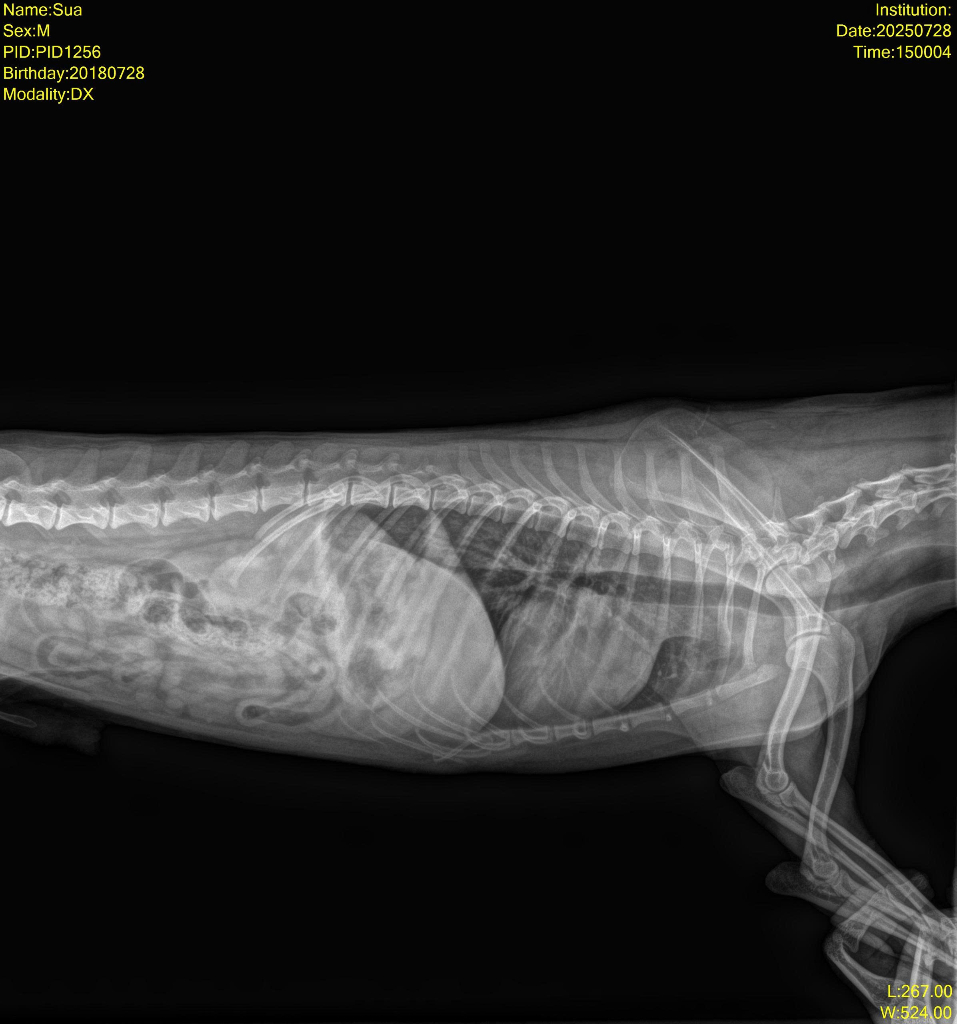 Name:Sua
Sex:M
PID:PID1256
Birthday:20180728
Modality:DX
Institution:
Date:20250728
Time:150004
L:267.00
W:524.00